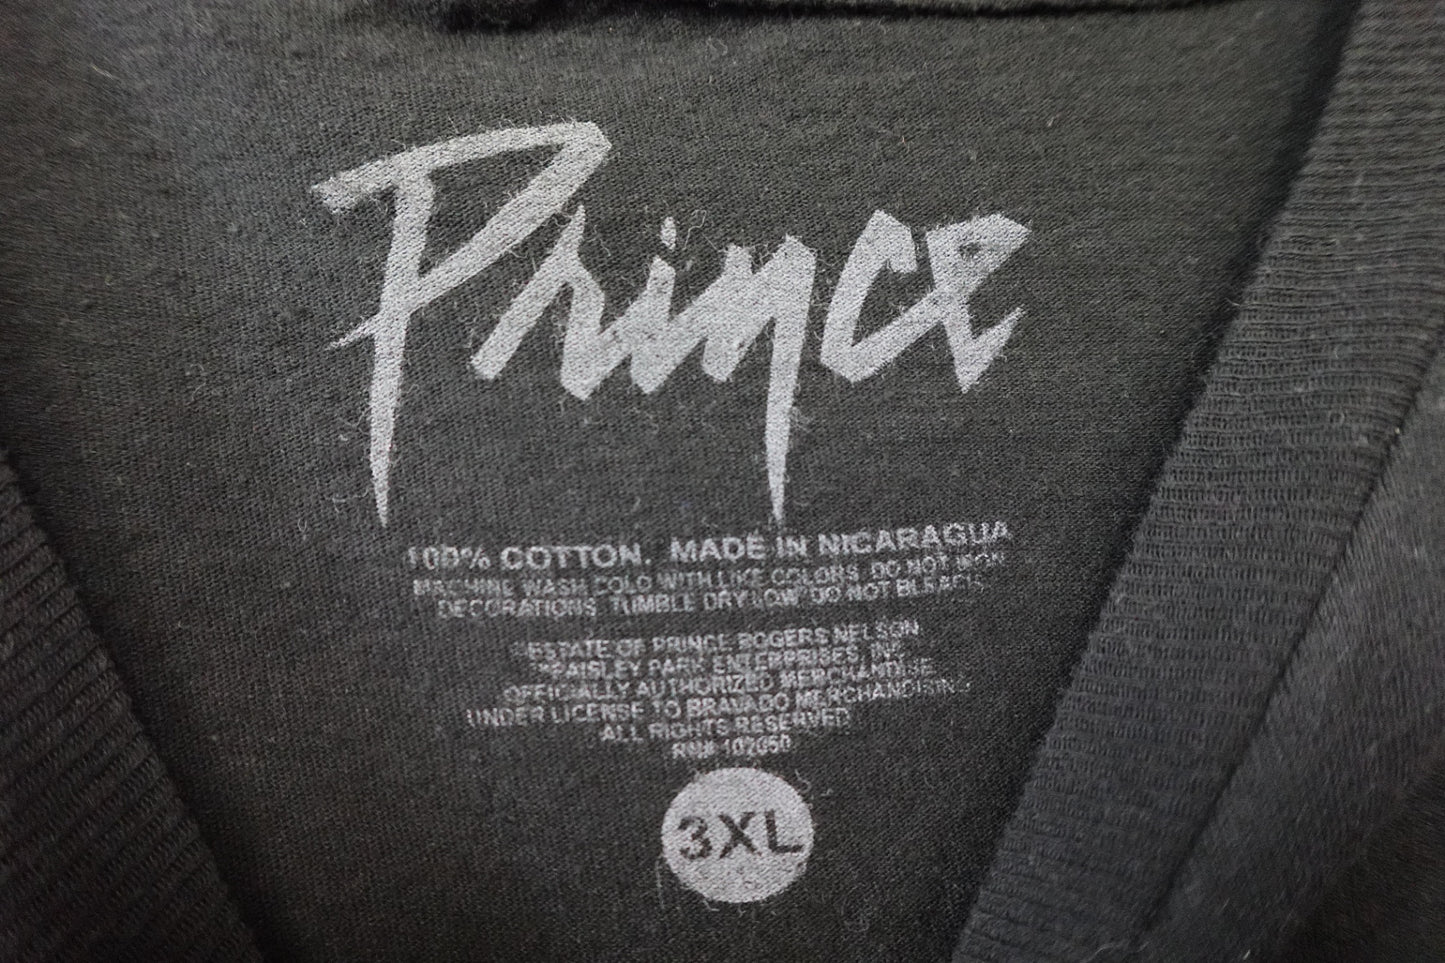 Prince
100% COTTON. MADE IN NICARAGUA
MACHINE WASH COLD WITH LIKE COLORS. DO NOT IRON
DECORATIONS. TUMBLE DRY LOW. DO NOT BLEACH.
ESTATE OF PRINCE ROGERS NELSON
PAISLEY PARK ENTERPRISES, INC.
OFFICIALLY AUTHORIZED MERCHANDISE
UNDER LICENSE TO BRAVADO MERCHANDISING
ALL RIGHTS RESERVED
RN# 102050
3XL